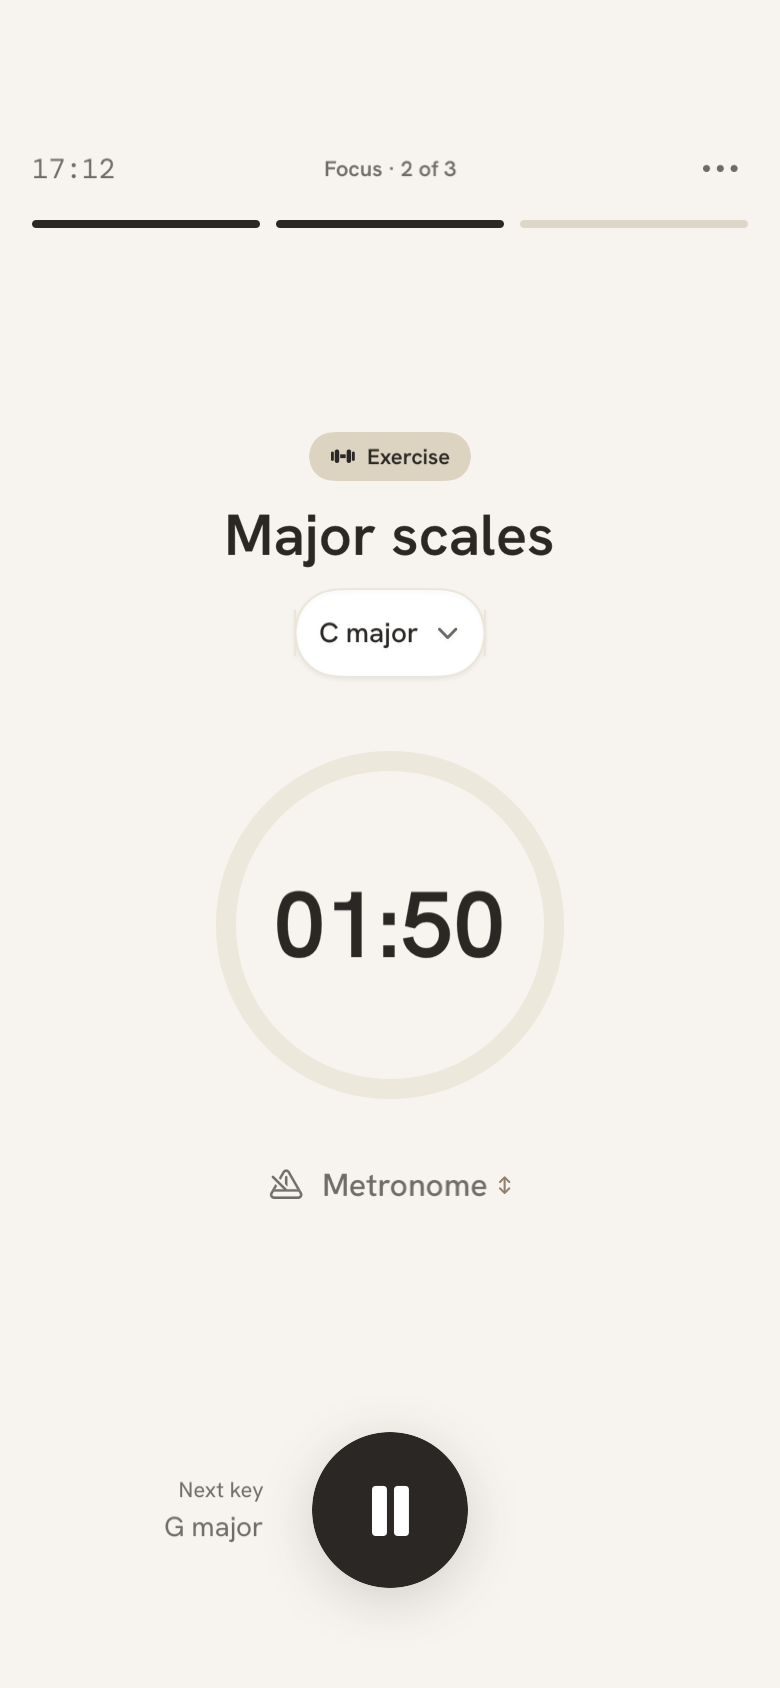 17:12
Focus · 2 of 3
Exercise
Major scales
C major
01:50
Metronome
Next key
G major